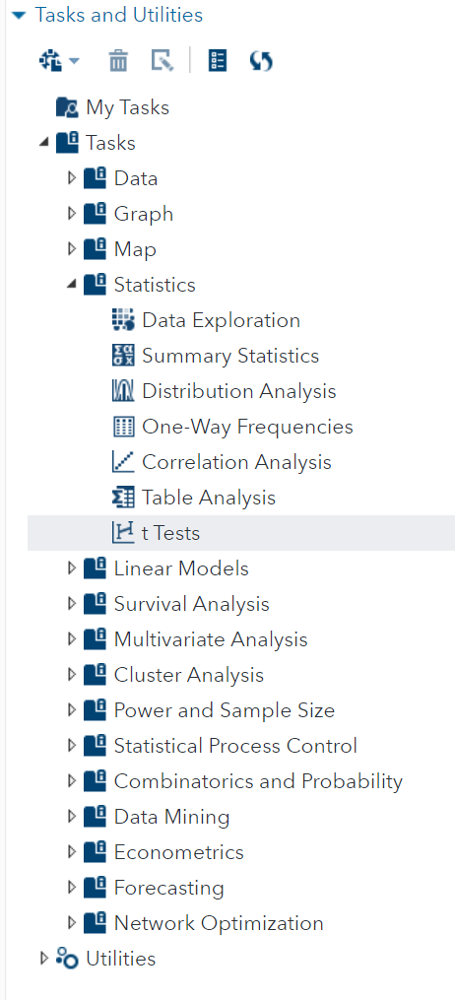 Tasks and Utilities
My Tasks
Tasks
Data
Graph
Map
Statistics
Data Exploration
Summary Statistics
Distribution Analysis
One-Way Frequencies
Correlation Analysis
Table Analysis
t Tests
Linear Models
Survival Analysis
Multivariate Analysis
Cluster Analysis
Power and Sample Size
Statistical Process Control
Combinatorics and Probability
Data Mining
Econometrics
Forecasting
Network Optimization
Utilities